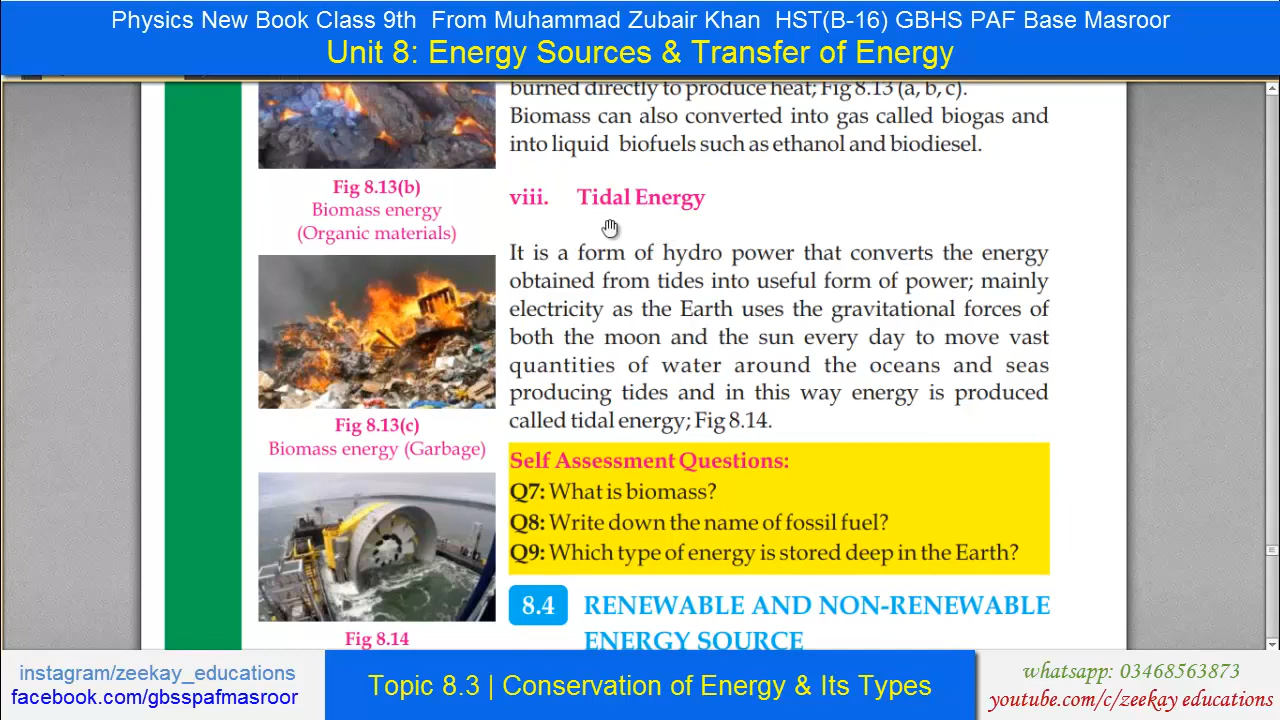 Physics New Book Class 9th From Muhammad Zubair Khan HST(B-16) GBHS PAF Base Masroor
Unit 8: Energy Sources & Transfer of Energy
burned directly to produce heat; Fig 8.13 (a, b, c).
Biomass can also converted into gas called biogas and
into liquid biofuels such as ethanol and biodiesel.
Fig 8.13(b)
Biomass energy
(Organic materials)
viii. Tidal Energy
It is a form of hydro power that converts the energy
obtained from tides into useful form of power; mainly
electricity as the Earth uses the gravitational forces of
both the moon and the sun every day to move vast
quantities of water around the oceans and seas
producing tides and in this way energy is produced
called tidal energy; Fig 8.14.
Fig 8.13(c)
Biomass energy (Garbage)
Self Assessment Questions:
Q7: What is biomass?
Q8: Write down the name of fossil fuel?
Q9: Which type of energy is stored deep in the Earth?
Fig 8.14
8.4 RENEWABLE AND NON-RENEWABLE
ENERGY SOURCE
instagram/zeekay_educations
facebook.com/gbsspafmasroor
Topic 8.3 | Conservation of Energy & Its Types
whatsapp: 03468563873
youtube.com/c/zeekay educations